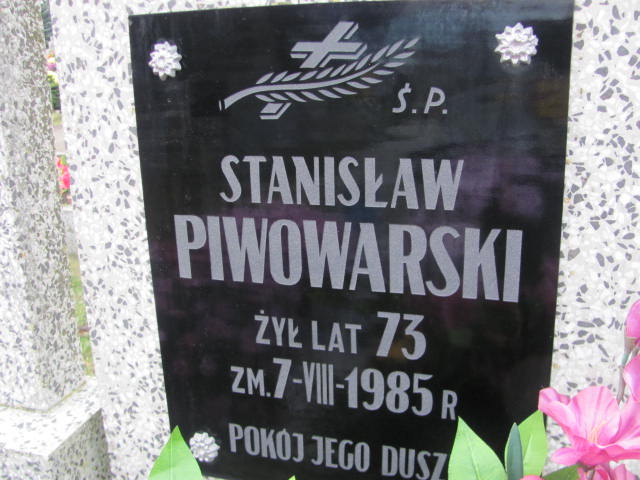 Ś.P.
STANISŁAW
PIWOWARSKI
ŻYŁ LAT 73
ZM. 7-VIII-1985 R
POKÓJ JEGO DUSZ